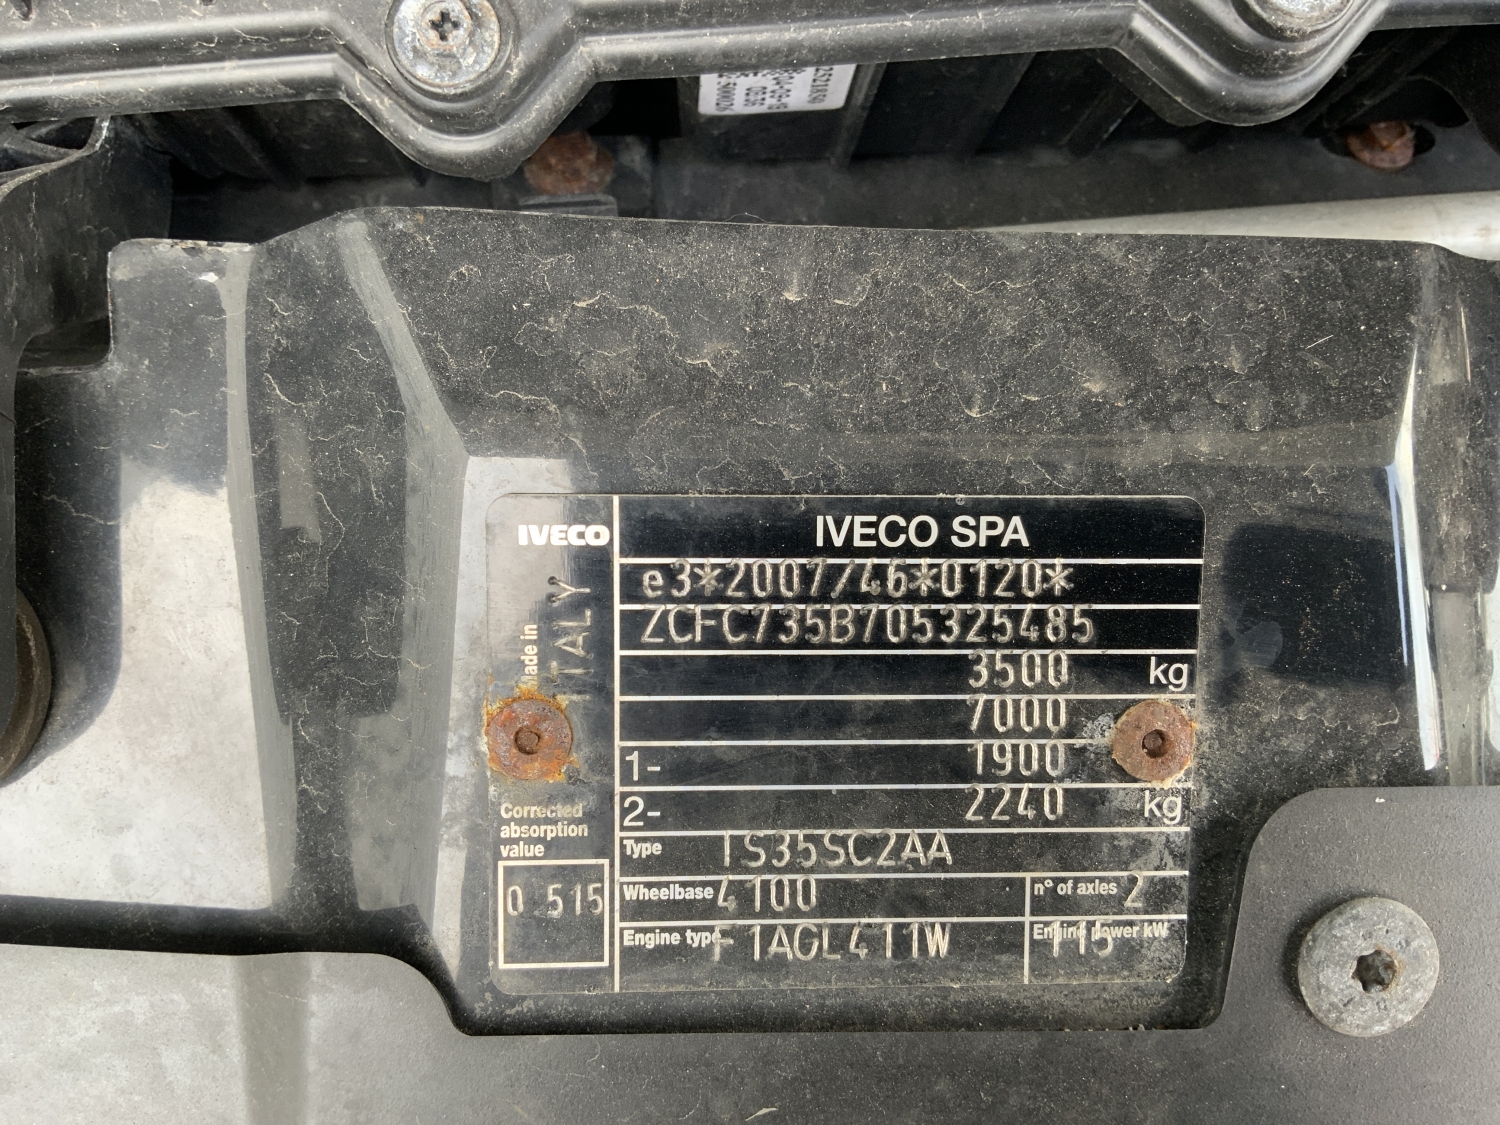 IVECO
IVECO SPA
e3*2007/46*0120*
ZCFC735B705325485
3500 kg
7000
1- 1900
2- 2240 kg
Made in ITALY
Corrected
absorption
value
0 515
Type IS35SC2AA
Wheelbase 4100
n° of axles 2
Engine type F1AGL411W
Engine power kW 115